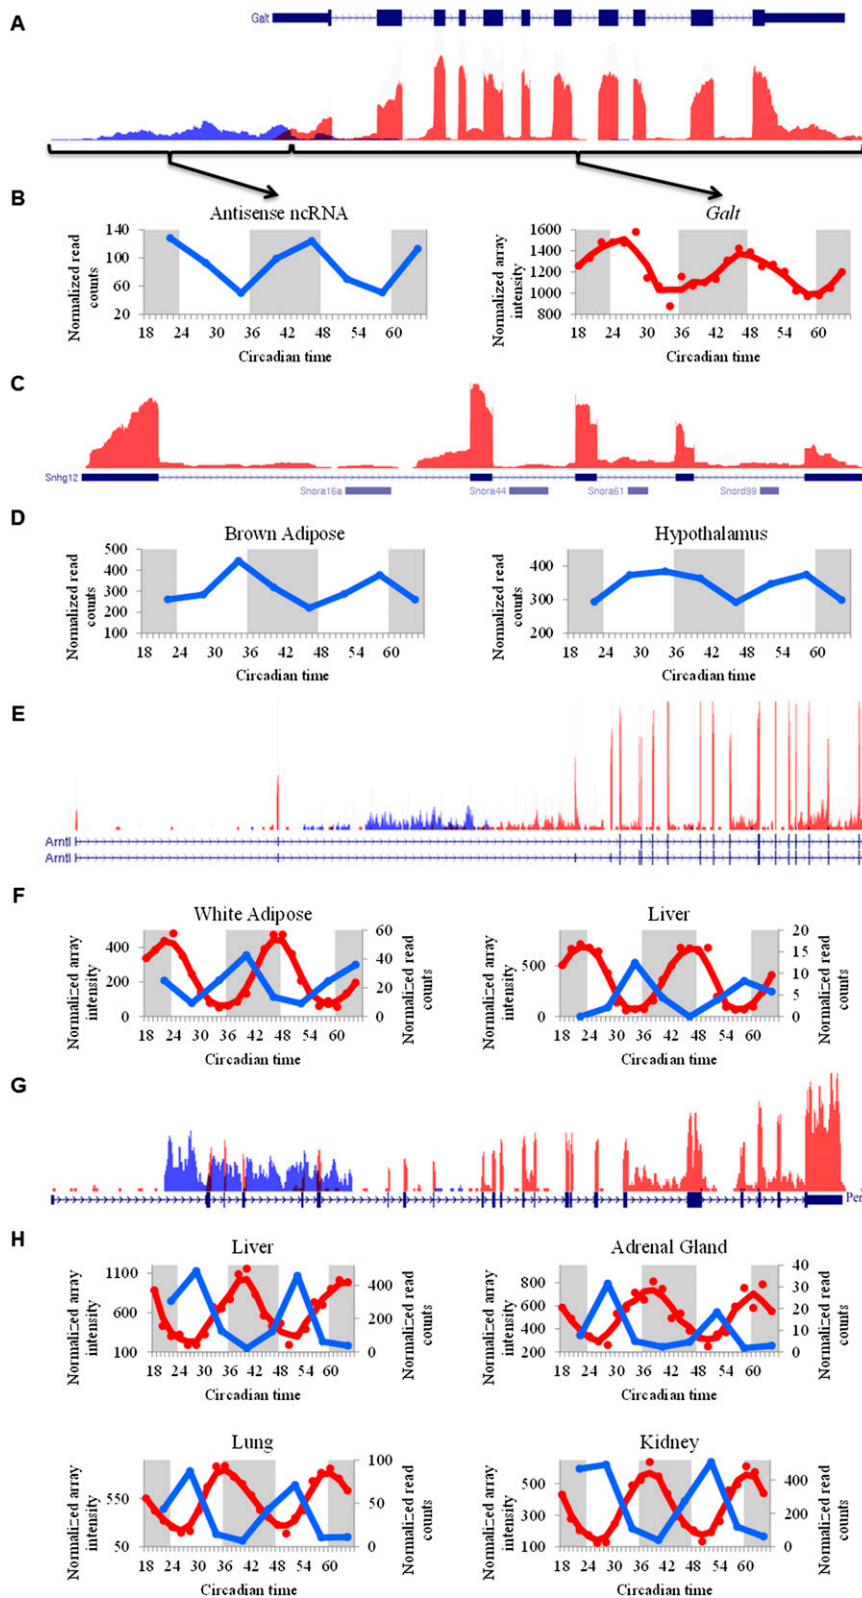 A
Galt
B
Antisense ncRNA
Normalized read counts
140
100
60
20
18 24 30 36 42 48 54 60
Circadian time
Galt
Normalized array intensity
1600
1400
1200
1000
800
18 24 30 36 42 48 54 60
Circadian time
C
Snhg12
Snora16a
Snora44
Snora61
Snord99
D
Brown Adipose
Normalized read counts
500
400
300
200
100
18 24 30 36 42 48 54 60
Circadian time
Hypothalamus
Normalized read counts
400
300
200
18 24 30 36 42 48 54 60
Circadian time
E
Arntl
Arntl
F
White Adipose
Normalized array intensity
400
200
0
60
40
20
0
Normalized read counts
18 24 30 36 42 48 54 60
Circadian time
Liver
Normalized array intensity
500
0
20
15
10
5
0
Normalized read counts
18 24 30 36 42 48 54 60
Circadian time
G
Per
H
Liver
Normalized array intensity
1100
600
100
400
200
0
Normalized read counts
18 24 30 36 42 48 54 60
Circadian time
Adrenal Gland
Normalized array intensity
800
600
400
200
40
30
20
10
0
Normalized read counts
18 24 30 36 42 48 54 60
Circadian time
Lung
Normalized array intensity
550
50
100
50
0
Normalized read counts
18 24 30 36 42 48 54 60
Circadian time
Kidney
Normalized array intensity
500
300
100
400
200
0
Normalized read counts
18 24 30 36 42 48 54 60
Circadian time